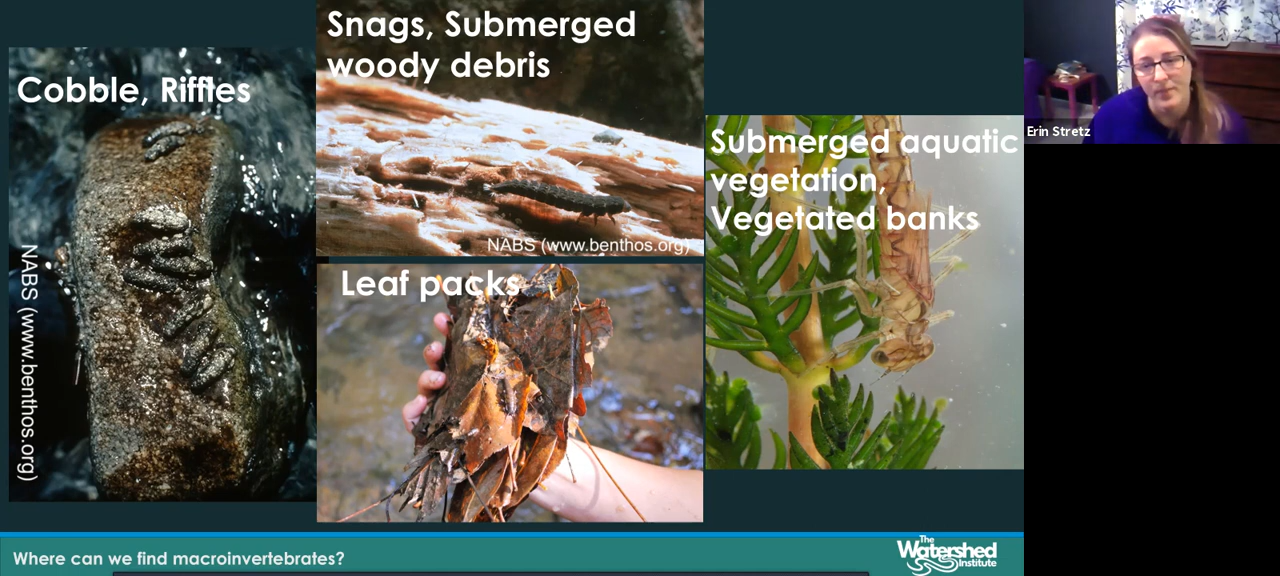 Cobble, Riffles
NABS (www.benthos.org)
Snags, Submerged
woody debris
NABS (www.benthos.org)
Leaf packs
Submerged aquatic
vegetation,
Vegetated banks
Erin Stretz
Where can we find macroinvertebrates?
The
Watershed
Institute